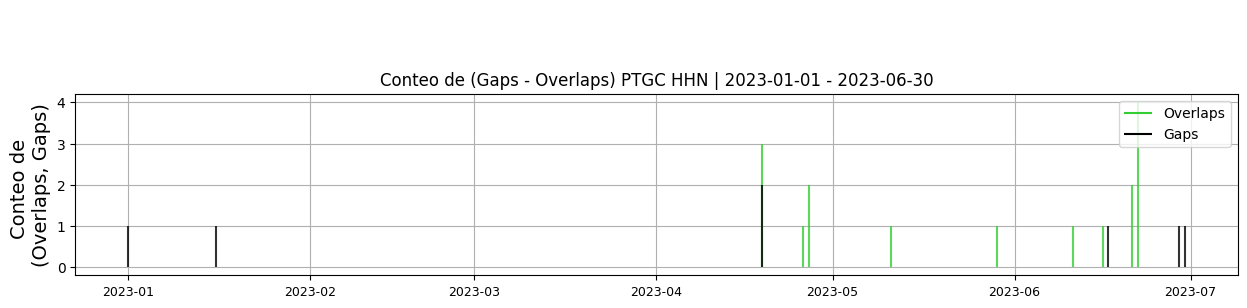 Conteo de (Gaps - Overlaps) PTGC HHN | 2023-01-01 - 2023-06-30
Conteo de
(Overlaps, Gaps)
4
3
2
1
0
Overlaps
Gaps
2023-01
2023-02
2023-03
2023-04
2023-05
2023-06
2023-07